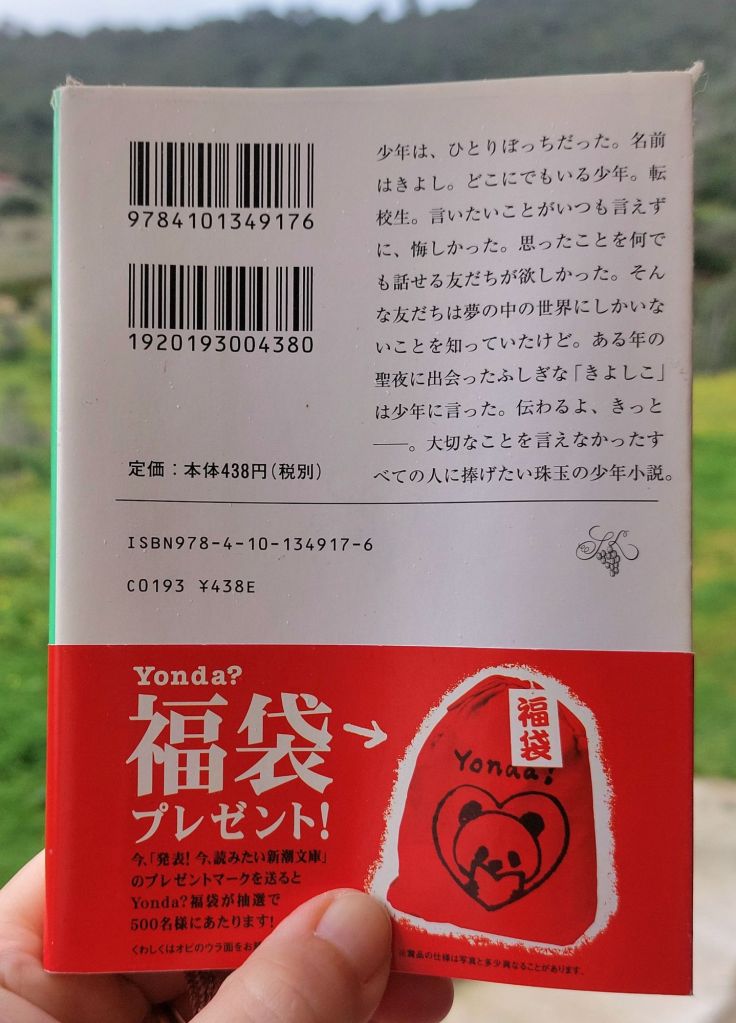 9784101349176
1920193004380
定価：本体438円（税別）
少年は、ひとりぼっちだった。名前
はきよし。どこにでもいる少年。転
校生。言いたいことがいつも言えず
に、悔しかった。思ったことを何で
も話せる友だちが欲しかった。そん
な友だちは夢の中の世界にしかいな
いことを知っていたけど。ある年の
聖夜に出会ったふしぎな「きよしこ」
は少年に言った。伝わるよ、きっと
――。大切なことを言えなかったす
べての人に捧げたい珠玉の少年小説。
ISBN978-4-10-134917-6
C0193 ¥438E
Yonda?
福袋
プレゼント!
今、「発表! 今、読みたい新潮文庫」
のプレゼントマークを送ると
Yonda?福袋が抽選で
500名様にあたります!
くわしくはオビのウラ面をお
福袋
Yonda?
賞品の仕様は写真と多少異なることがあります。